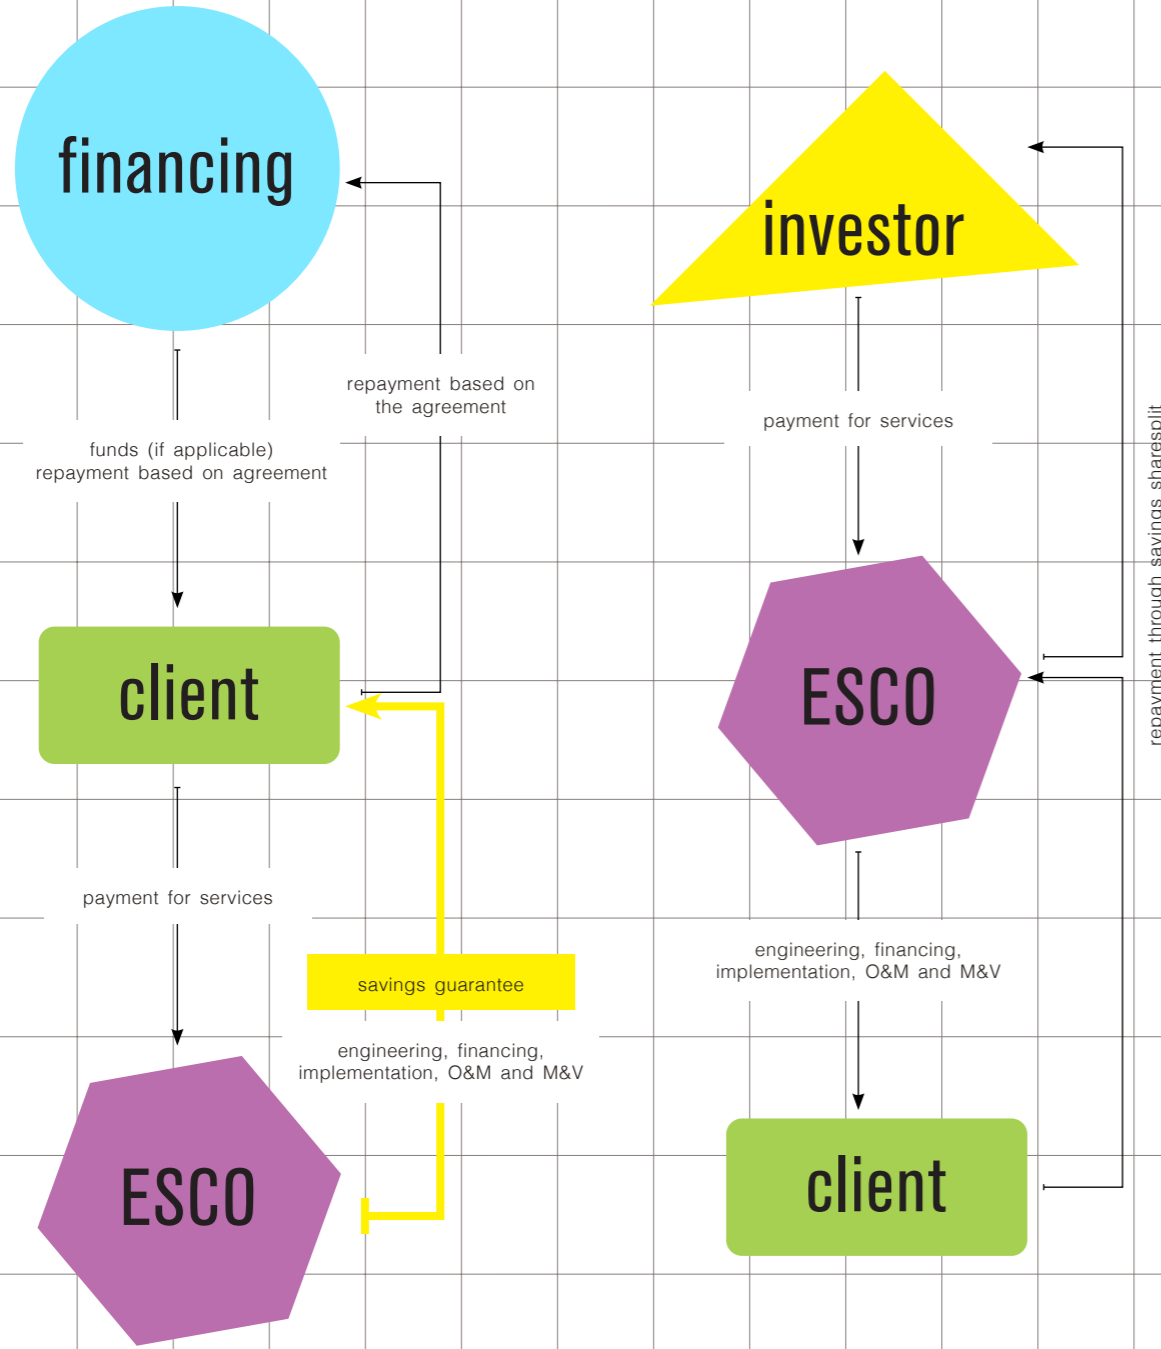 financing
repayment based on
the agreement
funds (if applicable)
repayment based on agreement
client
payment for services
savings guarantee
engineering, financing,
implementation, O&M and M&V
ESCO
investor
payment for services
repayment through savings sharesplit
ESCO
engineering, financing,
implementation, O&M and M&V
client